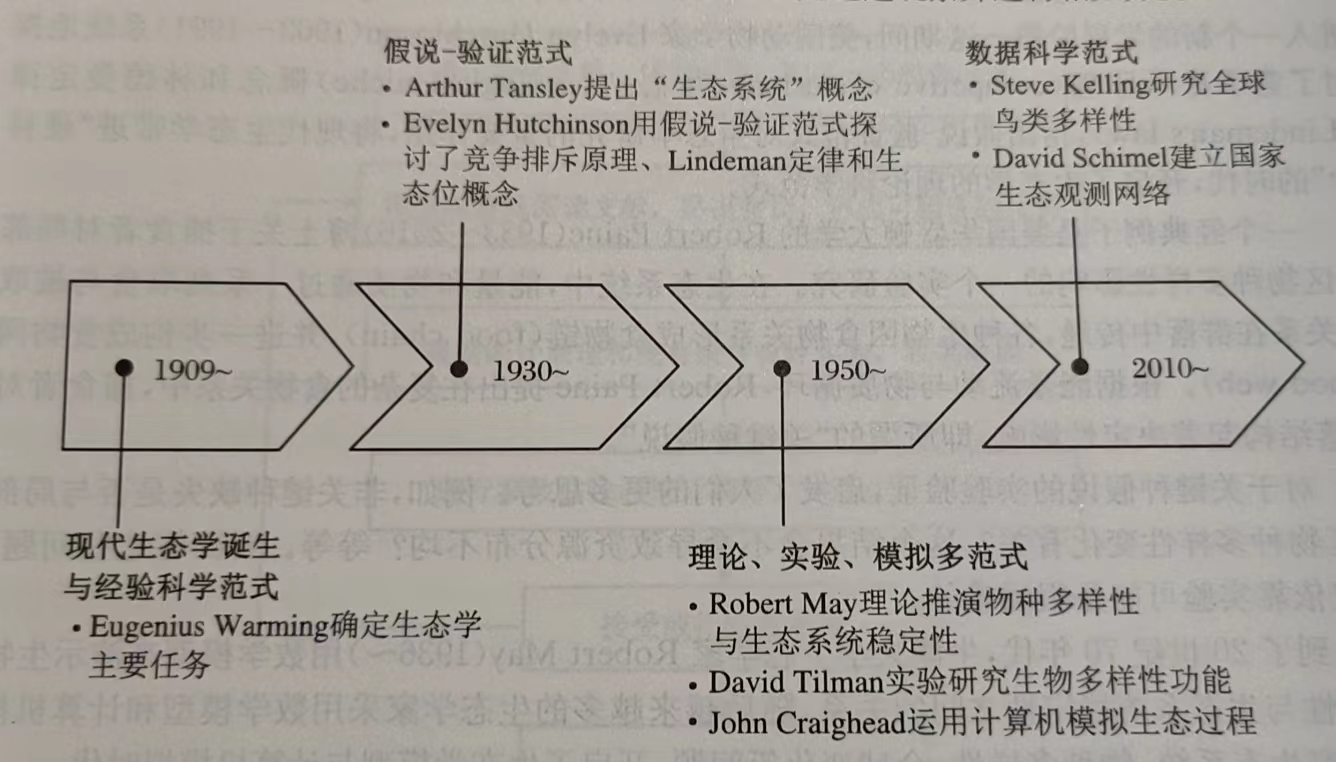 假说-验证范式
• Arthur Tansley提出“生态系统”概念
• Evelyn Hutchinson用假说-验证范式探
讨了竞争排斥原理、Lindeman定律和生
态位概念
数据科学范式
• Steve Kelling研究全球
鸟类多样性
• David Schimel建立国家
生态观测网络
1909~
1930~
1950~
2010~
现代生态学诞生
与经验科学范式
• Eugenius Warming确定生态学
主要任务
理论、实验、模拟多范式
• Robert May理论推演物种多样性
与生态系统稳定性
• David Tilman实验研究生物多样性功能
• John Craighead运用计算机模拟生态过程